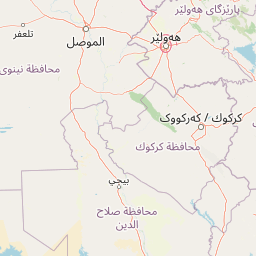 پارێزگای هەولێر
تلعفر
الموصل
هەولێر
محافظة نينوى
كركوك / کەرکووک
محافظة كركوك
بيجي
محافظة صلاح
الدين